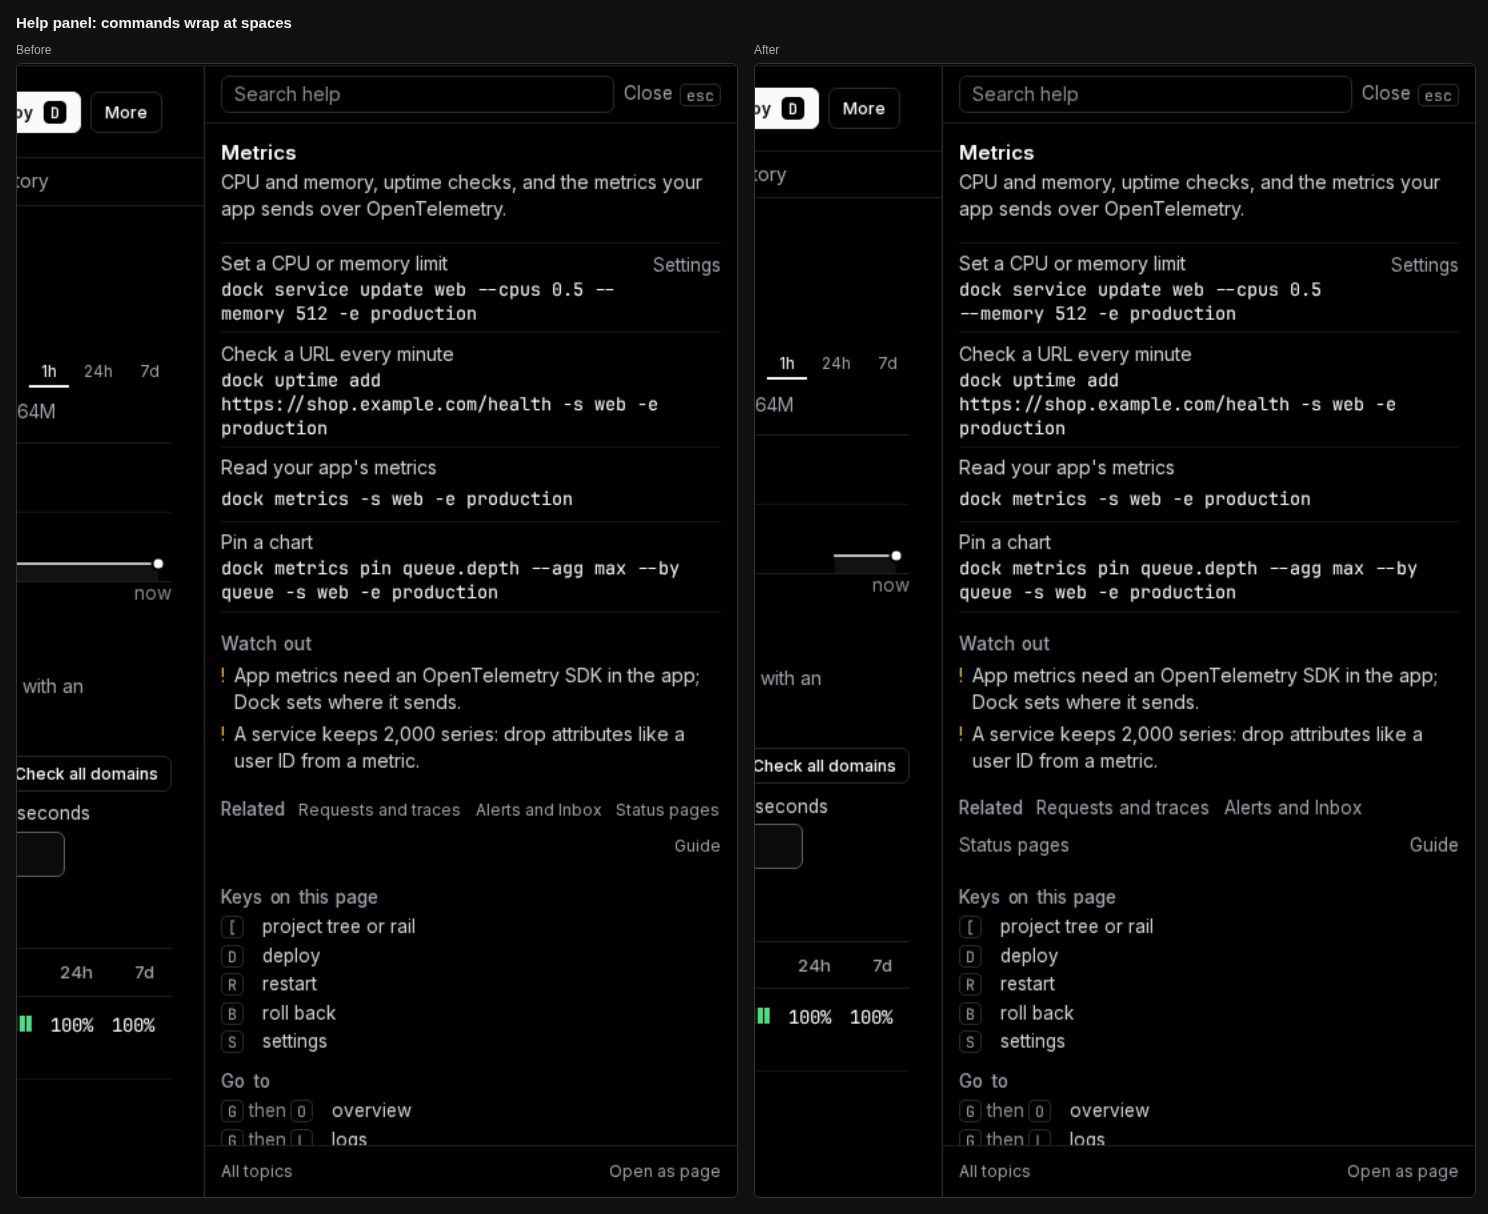 Help panel: commands wrap at spaces
Before
D
More
tory
1h 24h 7d
64M
now
with an
Check all domains
seconds
24h 7d
100% 100%
Search help
Close esc
Metrics
CPU and memory, uptime checks, and the metrics your
app sends over OpenTelemetry.
Set a CPU or memory limit
Settings
dock service update web --cpus 0.5 --
memory 512 -e production
Check a URL every minute
dock uptime add
https://shop.example.com/health -s web -e
production
Read your app's metrics
dock metrics -s web -e production
Pin a chart
dock metrics pin queue.depth --agg max --by
queue -s web -e production
Watch out
! App metrics need an OpenTelemetry SDK in the app;
Dock sets where it sends.
! A service keeps 2,000 series: drop attributes like a
user ID from a metric.
Related Requests and traces Alerts and Inbox Status pages
Guide
Keys on this page
[ project tree or rail
D deploy
R restart
B roll back
S settings
Go to
G then O overview
G then L logs
All topics
Open as page
After
oy D
More
tory
1h 24h 7d
64M
now
with an
Check all domains
seconds
24h 7d
100% 100%
Search help
Close esc
Metrics
CPU and memory, uptime checks, and the metrics your
app sends over OpenTelemetry.
Set a CPU or memory limit
Settings
dock service update web --cpus 0.5
--memory 512 -e production
Check a URL every minute
dock uptime add
https://shop.example.com/health -s web -e
production
Read your app's metrics
dock metrics -s web -e production
Pin a chart
dock metrics pin queue.depth --agg max --by
queue -s web -e production
Watch out
! App metrics need an OpenTelemetry SDK in the app;
Dock sets where it sends.
! A service keeps 2,000 series: drop attributes like a
user ID from a metric.
Related Requests and traces Alerts and Inbox
Status pages
Guide
Keys on this page
[ project tree or rail
D deploy
R restart
B roll back
S settings
Go to
G then O overview
G then L logs
All topics
Open as page